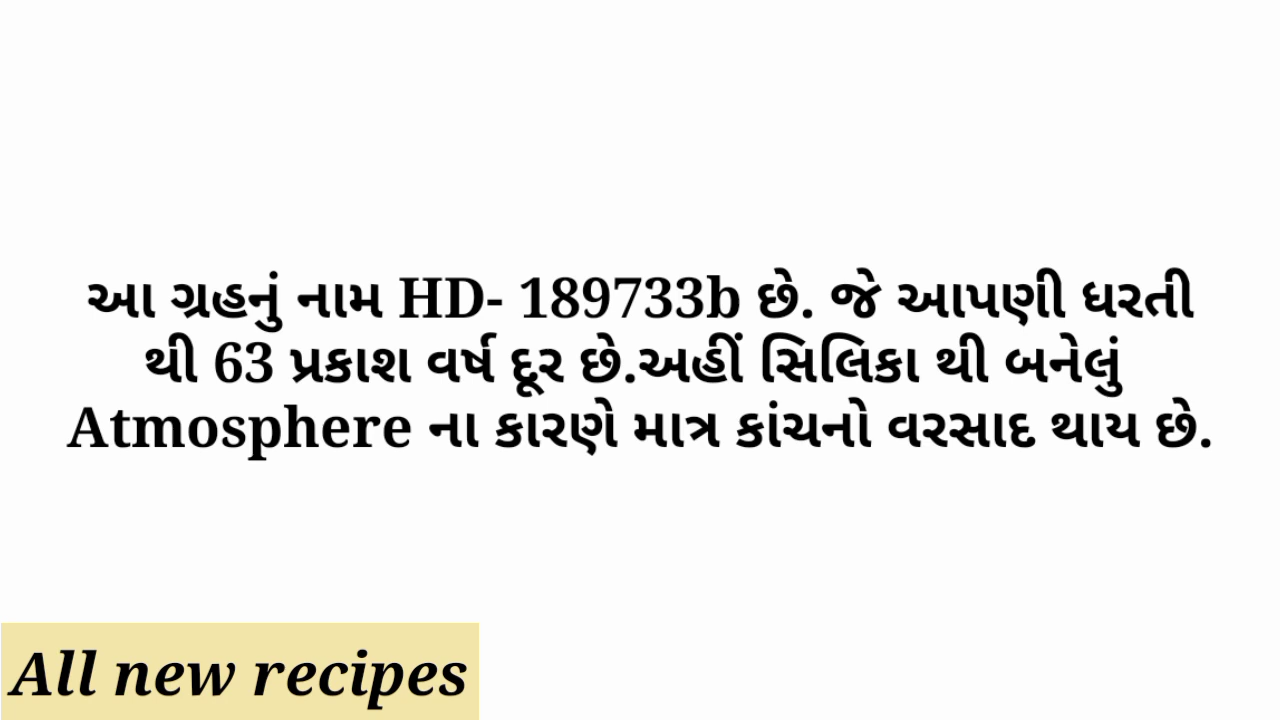 આ ગ્રહનું નામ HD- 189733b છે. જે આપણી ધરતી
થી 63 પ્રકાશ વર્ષ દૂર છે.અહીં સિલિકા થી બનેલું
Atmosphere ના કારણે માત્ર કાંચનો વરસાદ થાય છે.
All new recipes